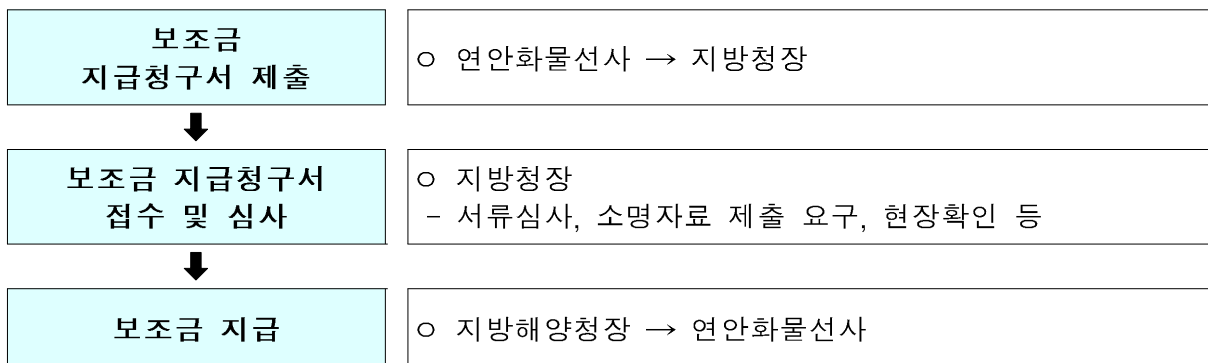 보조금
지급청구서 제출
ㅇ 연안화물선사 → 지방청장
보조금 지급청구서
접수 및 심사
ㅇ 지방청장
- 서류심사, 소명자료 제출 요구, 현장확인 등
보조금 지급
ㅇ 지방해양청장 → 연안화물선사